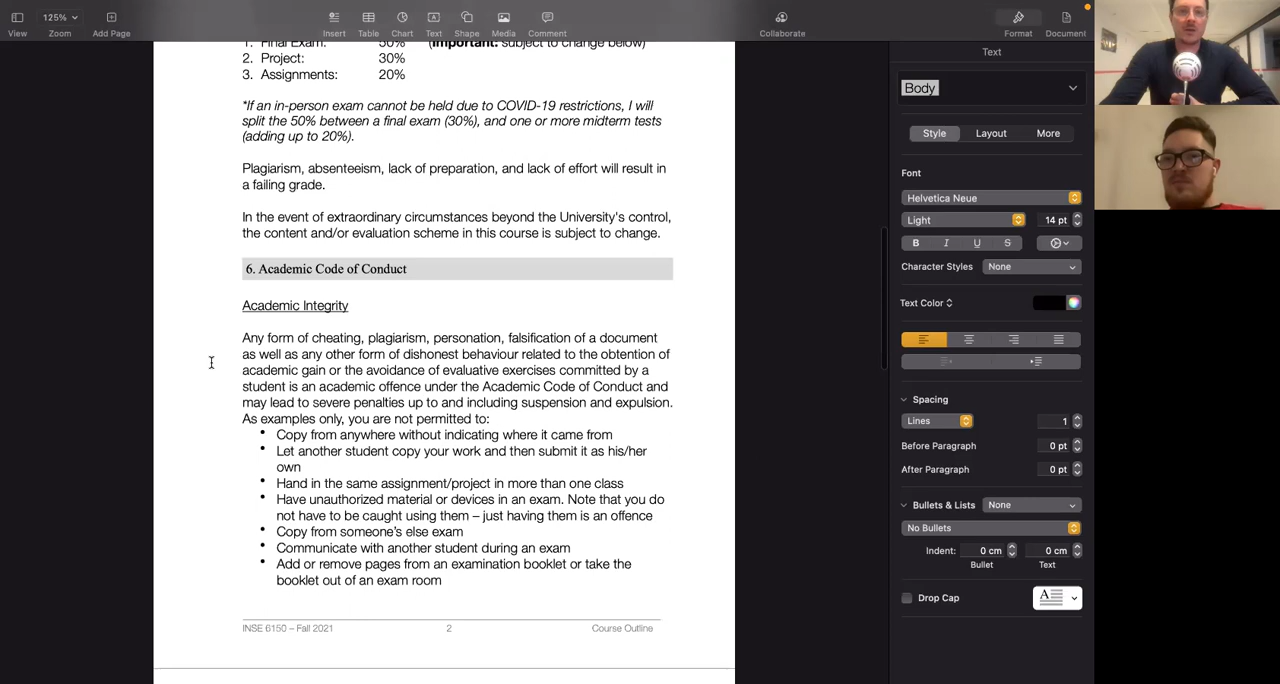 125%
View
Zoom
Add Page
Insert
Table
Chart
Text
Shape
Media
Comment
Collaborate
Format
Document
1. Final Exam: 50% (Important: subject to change below)
2. Project: 30%
3. Assignments: 20%
*If an in-person exam cannot be held due to COVID-19 restrictions, I will
split the 50% between a final exam (30%), and one or more midterm tests
(adding up to 20%).
Plagiarism, absenteeism, lack of preparation, and lack of effort will result in
a failing grade.
In the event of extraordinary circumstances beyond the University's control,
the content and/or evaluation scheme in this course is subject to change.
6. Academic Code of Conduct
Academic Integrity
Any form of cheating, plagiarism, personation, falsification of a document
as well as any other form of dishonest behaviour related to the obtention of
academic gain or the avoidance of evaluative exercises committed by a
student is an academic offence under the Academic Code of Conduct and
may lead to severe penalties up to and including suspension and expulsion.
As examples only, you are not permitted to:
• Copy from anywhere without indicating where it came from
• Let another student copy your work and then submit it as his/her
own
• Hand in the same assignment/project in more than one class
• Have unauthorized material or devices in an exam. Note that you do
not have to be caught using them – just having them is an offence
• Copy from someone's else exam
• Communicate with another student during an exam
• Add or remove pages from an examination booklet or take the
booklet out of an exam room
INSE 6150 – Fall 2021 2 Course Outline
Text
Body
Style Layout More
Font
Helvetica Neue
Light 14 pt
B I U S
Character Styles None
Text Color
Spacing
Lines 1
Before Paragraph 0 pt
After Paragraph 0 pt
Bullets & Lists None
No Bullets
Indent: 0 cm 0 cm
Bullet Text
Drop Cap A